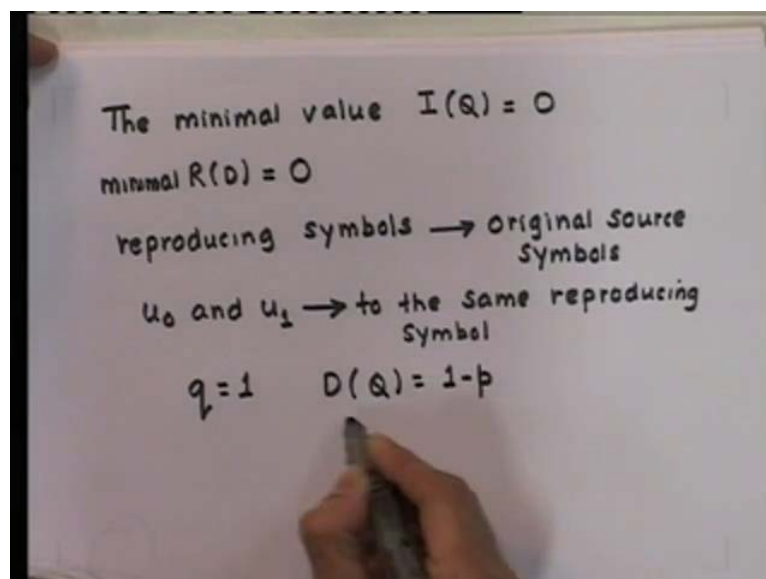 The minimal value I(Q) = 0
minimal R(D) = 0
reproducing symbols → original source
symbols
u₀ and u₁ → to the same reproducing
symbol
q = 1 D(Q) = 1-p